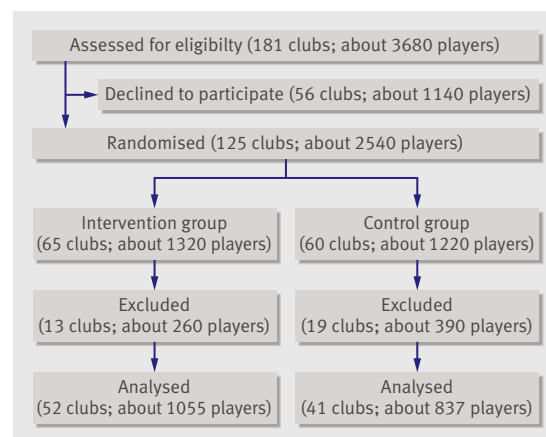 Assessed for eligibilty (181 clubs; about 3680 players)
Declined to participate (56 clubs; about 1140 players)
Randomised (125 clubs; about 2540 players)
Intervention group
(65 clubs; about 1320 players)
Control group
(60 clubs; about 1220 players)
Excluded
(13 clubs; about 260 players)
Excluded
(19 clubs; about 390 players)
Analysed
(52 clubs; about 1055 players)
Analysed
(41 clubs; about 837 players)